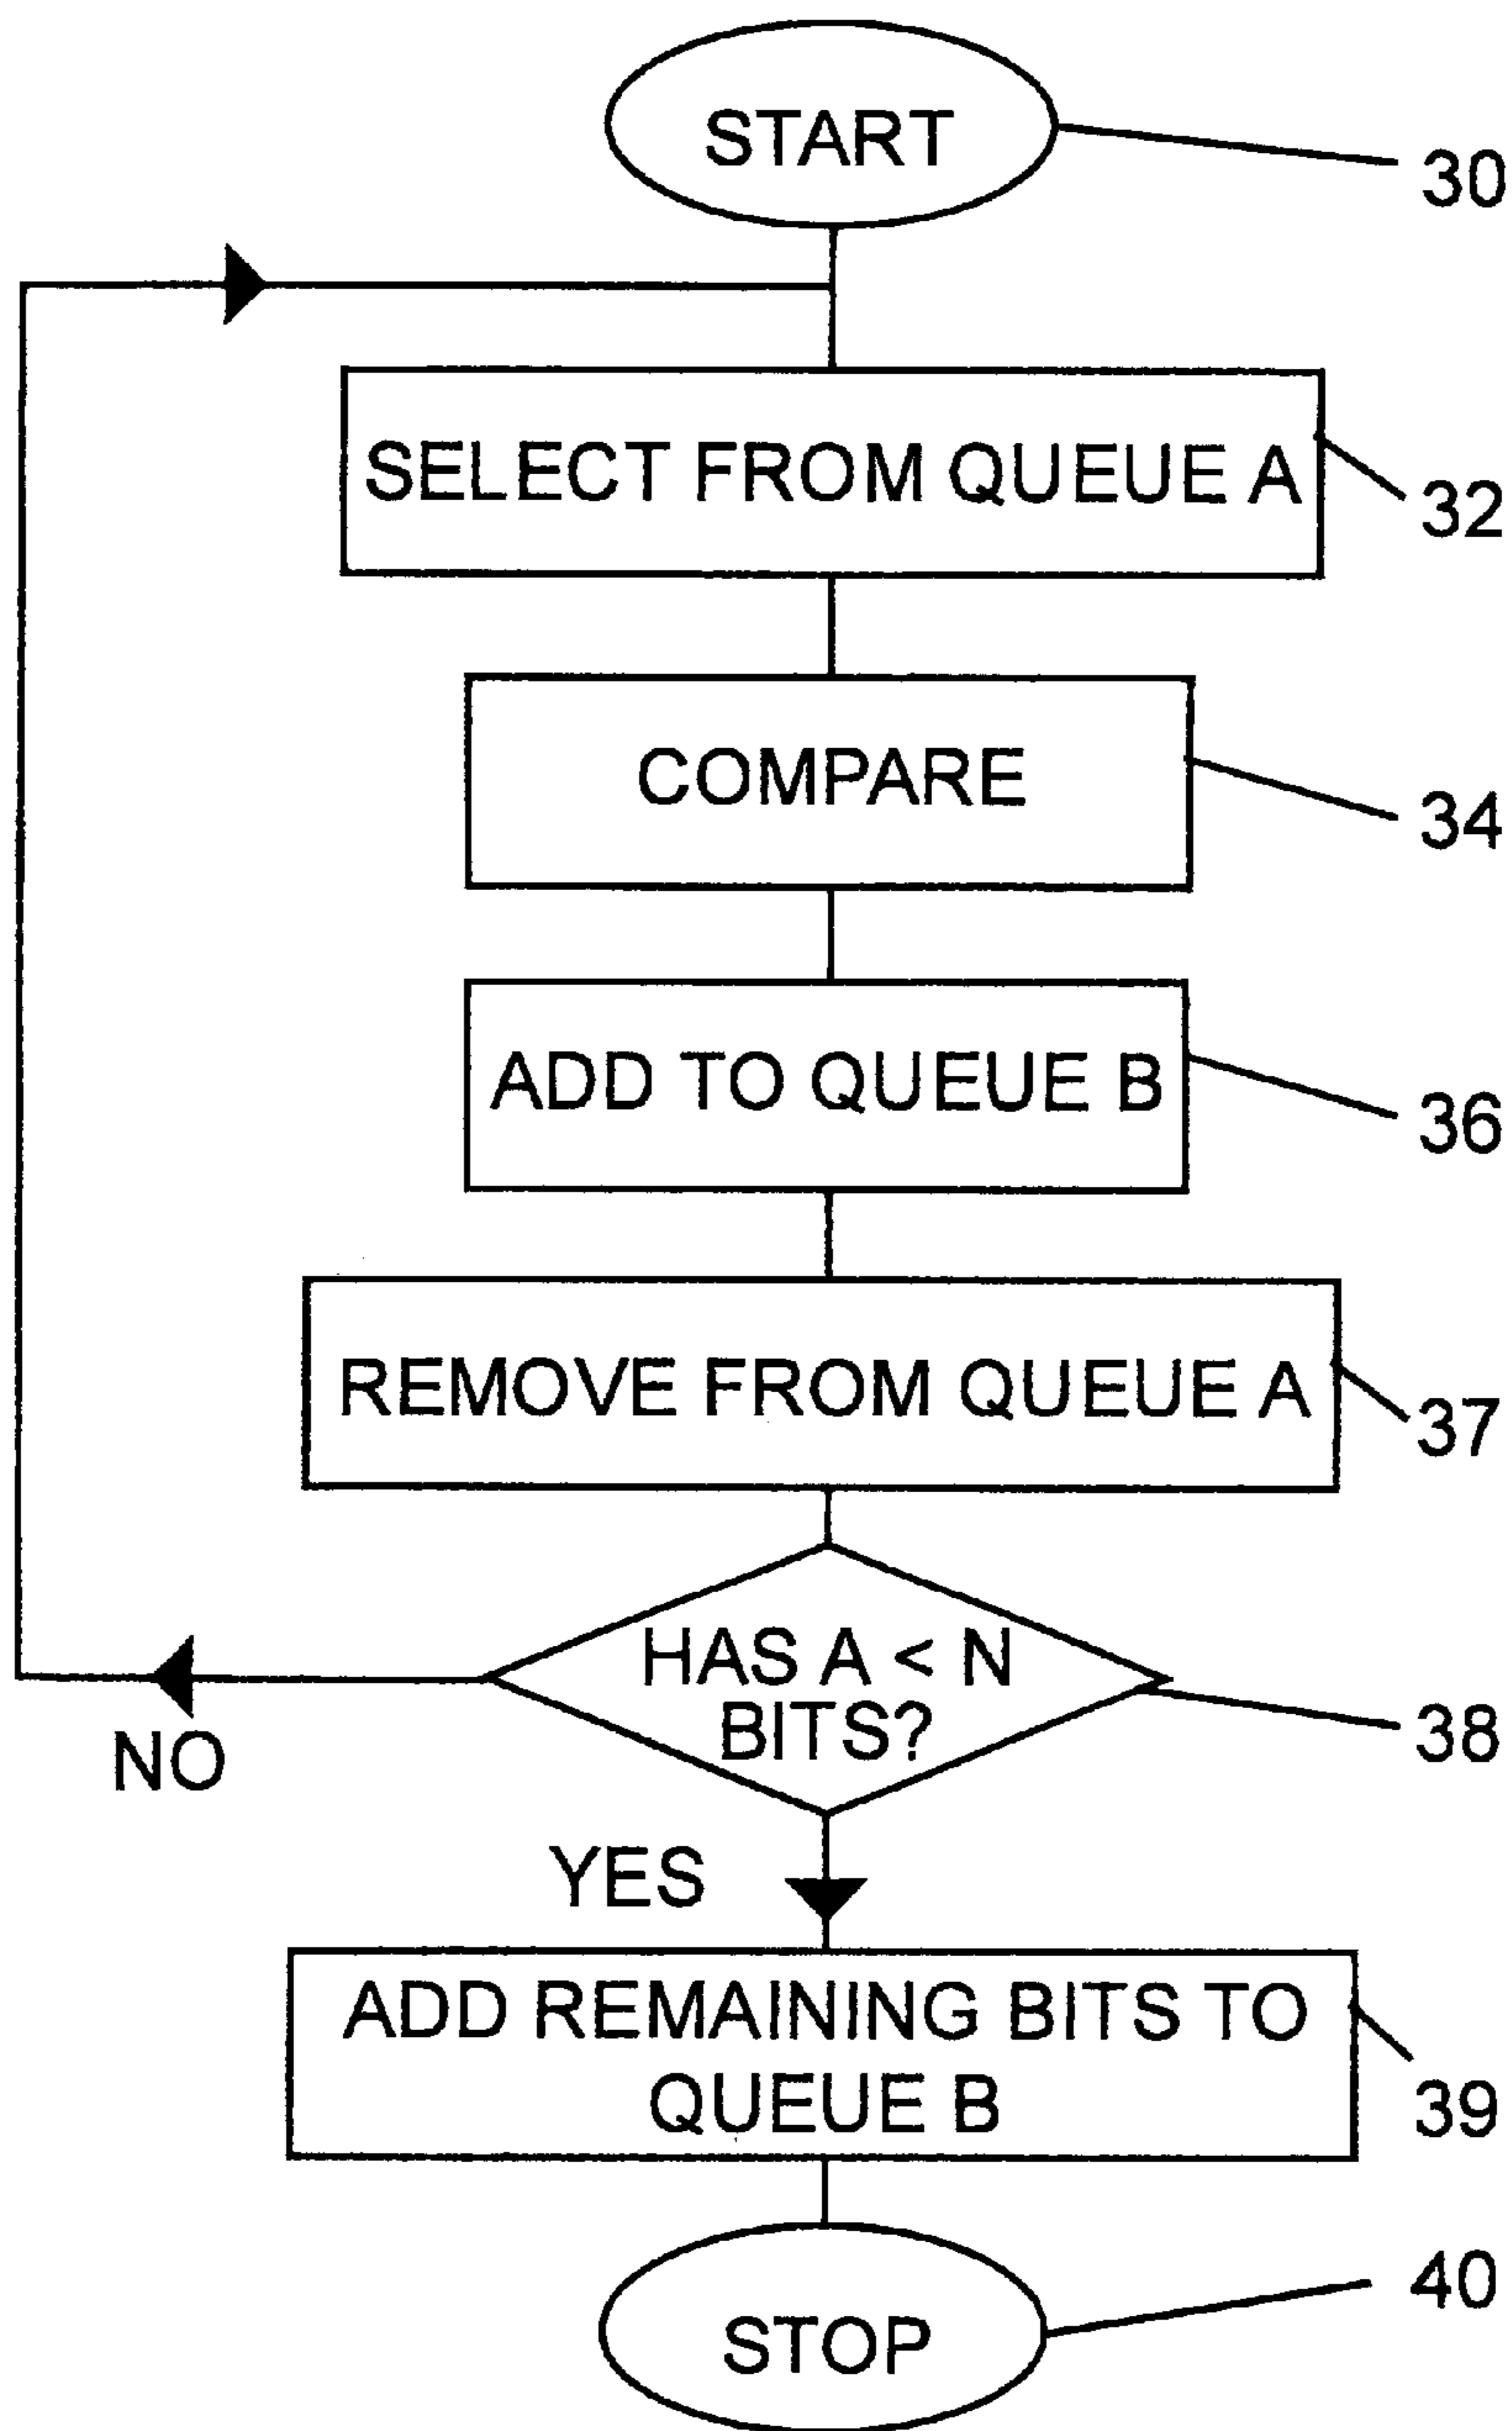 START
30
SELECT FROM QUEUE A
32
COMPARE
34
ADD TO QUEUE B
36
REMOVE FROM QUEUE A
37
HAS A < N
BITS?
38
NO
YES
ADD REMAINING BITS TO
QUEUE B
39
STOP
40